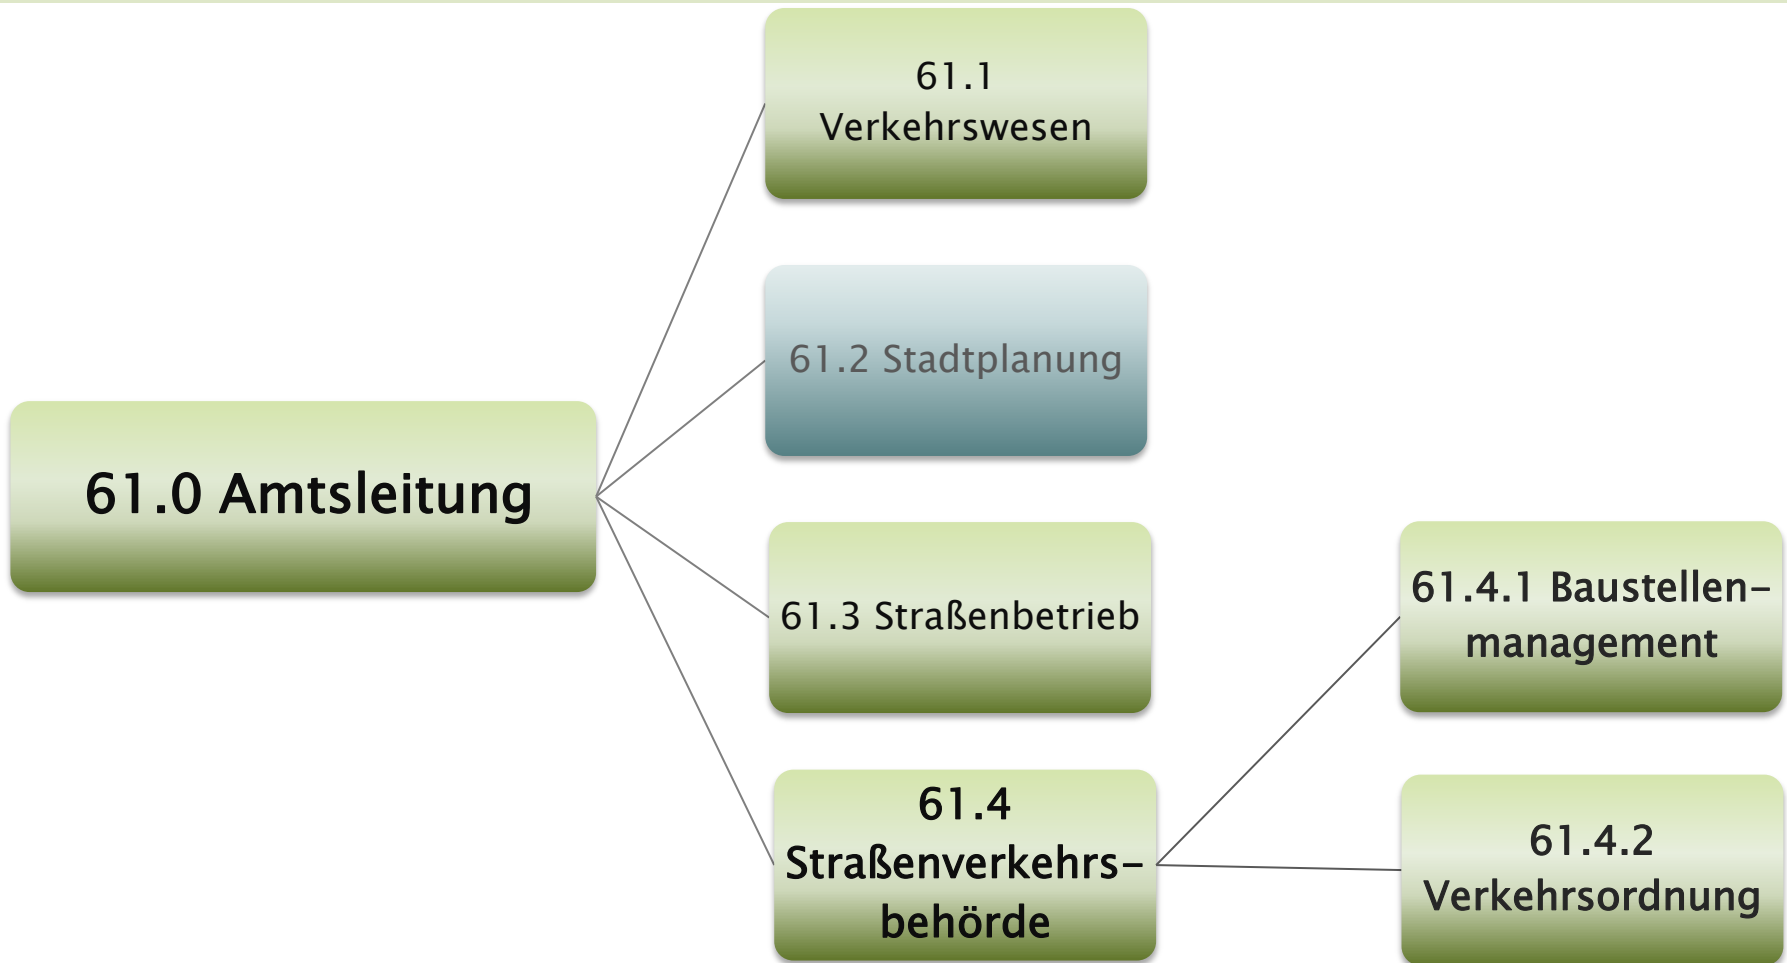 61.1
Verkehrswesen
61.2 Stadtplanung
61.0 Amtsleitung
61.3 Straßenbetrieb
61.4.1 Baustellen-
management
61.4
Straßenverkehrs-
behörde
61.4.2
Verkehrsordnung